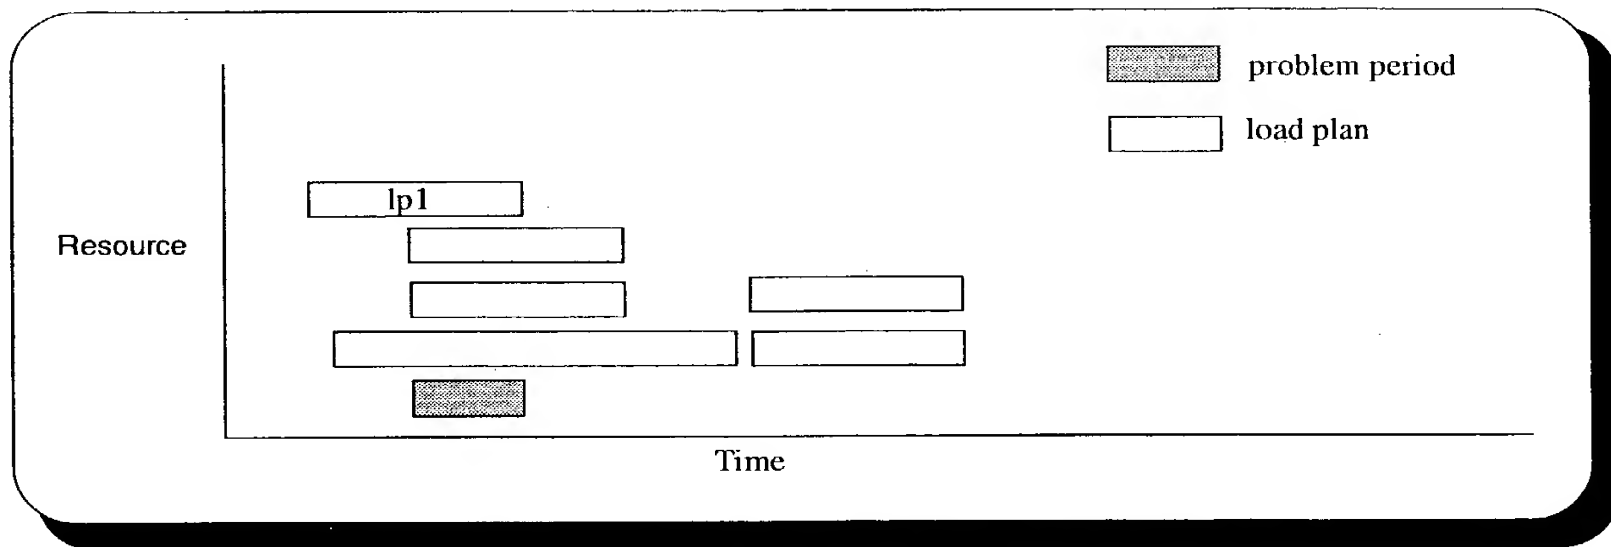 problem period
load plan
lp1
Resource
Time